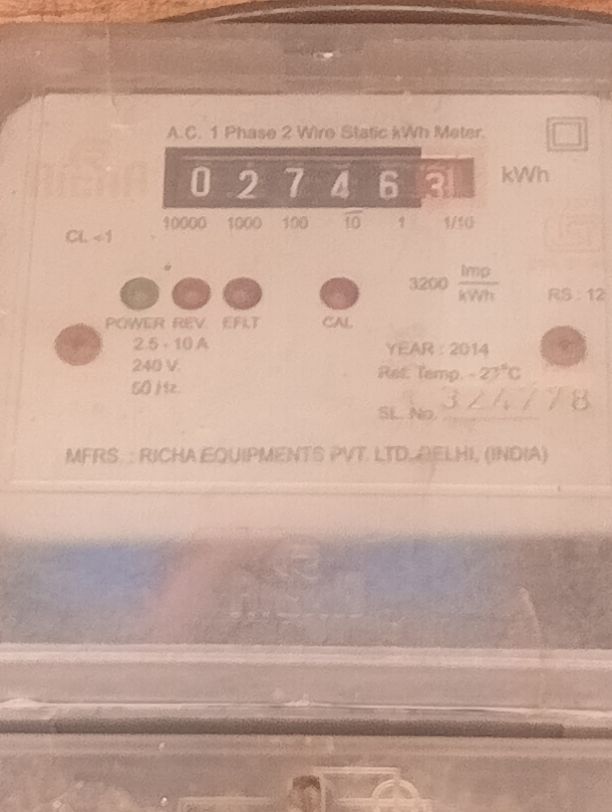 A.C. 1 Phase 2 Wire Static kWh Meter.
0 2 7 4 6 3 kWh
10000 1000 100 10 1 1/10
CL <1
3200 Imp/kWh
RS : 12
POWER REV. EFLT CAL
2.5 - 10 A
240 V.
50 Hz.
YEAR : 2014
Ref. Temp. - 27°C
SL. No.
MFRS. : RICHA EQUIPMENTS PVT. LTD. DELHI, (INDIA)